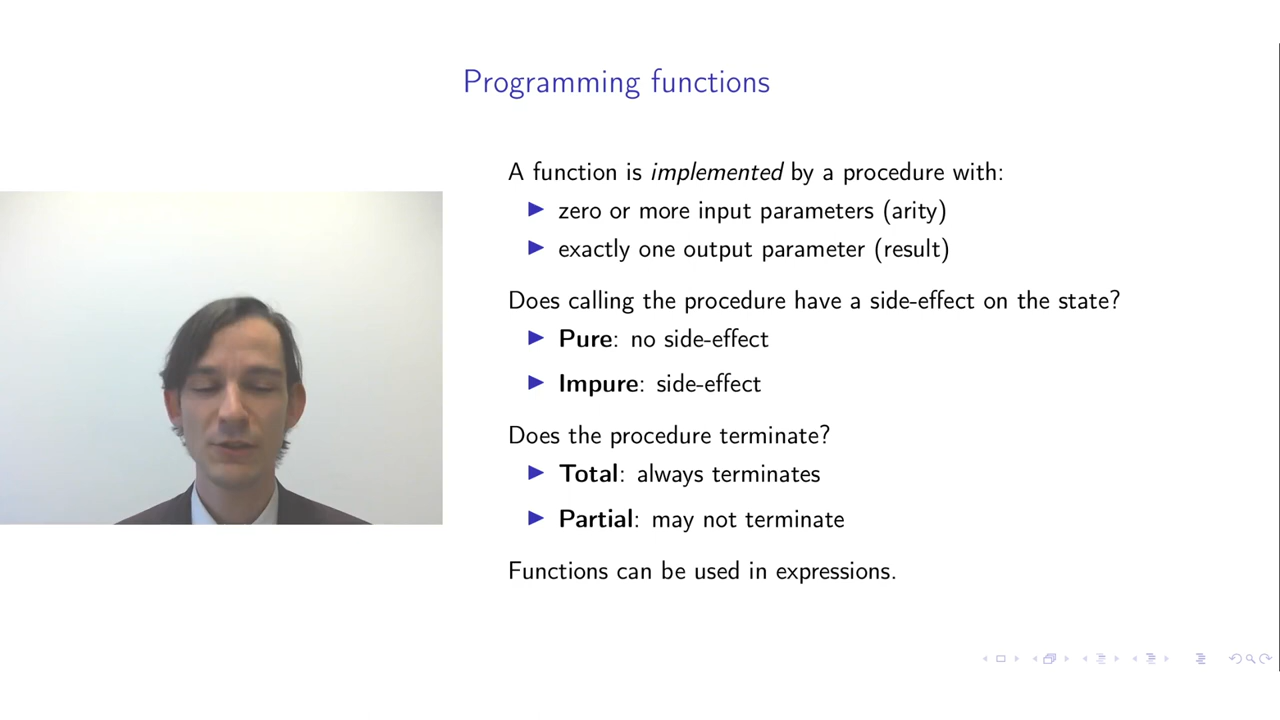 Programming functions
A function is implemented by a procedure with:
▶ zero or more input parameters (arity)
▶ exactly one output parameter (result)
Does calling the procedure have a side-effect on the state?
▶ Pure: no side-effect
▶ Impure: side-effect
Does the procedure terminate?
▶ Total: always terminates
▶ Partial: may not terminate
Functions can be used in expressions.